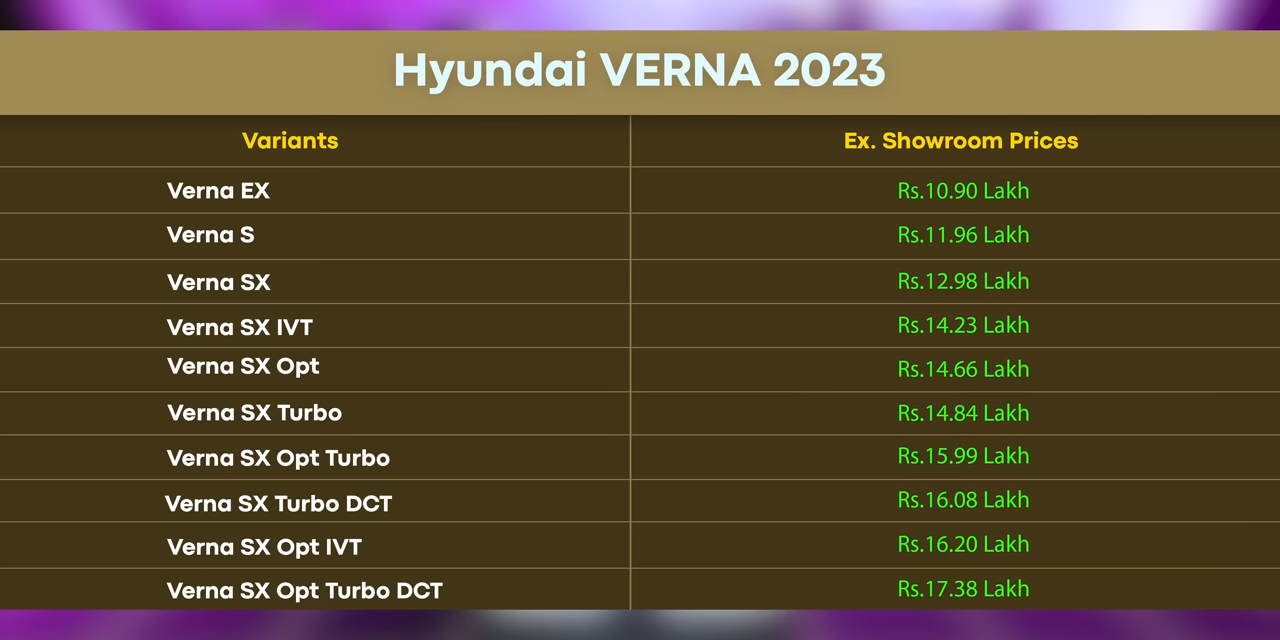 Hyundai VERNA 2023
Variants Ex. Showroom Prices
Verna EX Rs.10.90 Lakh
Verna S Rs.11.96 Lakh
Verna SX Rs.12.98 Lakh
Verna SX IVT Rs.14.23 Lakh
Verna SX Opt Rs.14.66 Lakh
Verna SX Turbo Rs.14.84 Lakh
Verna SX Opt Turbo Rs.15.99 Lakh
Verna SX Turbo DCT Rs.16.08 Lakh
Verna SX Opt IVT Rs.16.20 Lakh
Verna SX Opt Turbo DCT Rs.17.38 Lakh